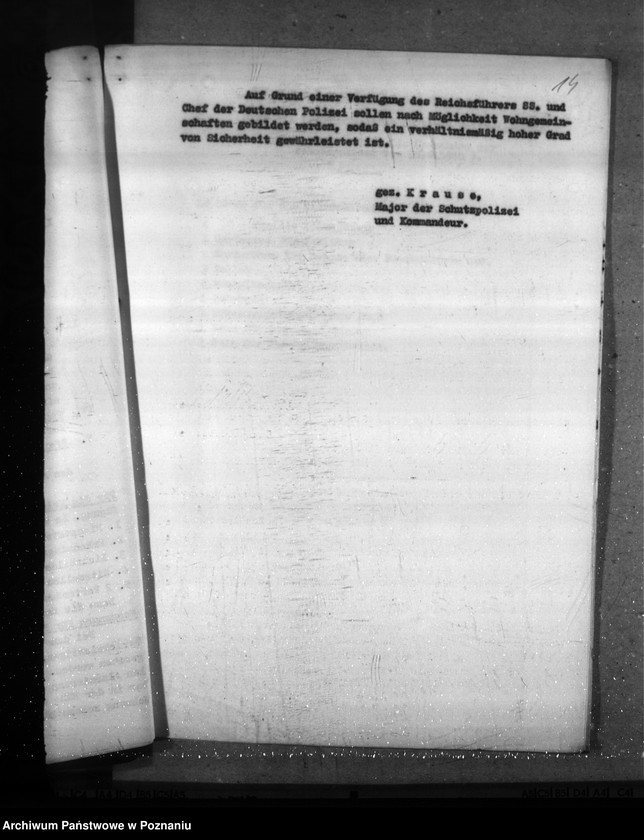 14
Auf Grund einer Verfügung des Reichsführers SS. und
Chef der Deutschen Polizei sollen nach Möglichkeit Wohngemein-
schaften gebildet werden, sodaß ein verhältnismäßig hoher Grad
von Sicherheit gewährleistet ist.
gez. K r a u s e,
Major der Schutzpolizei
und Kommandeur.
Archiwum Państwowe w Poznaniu